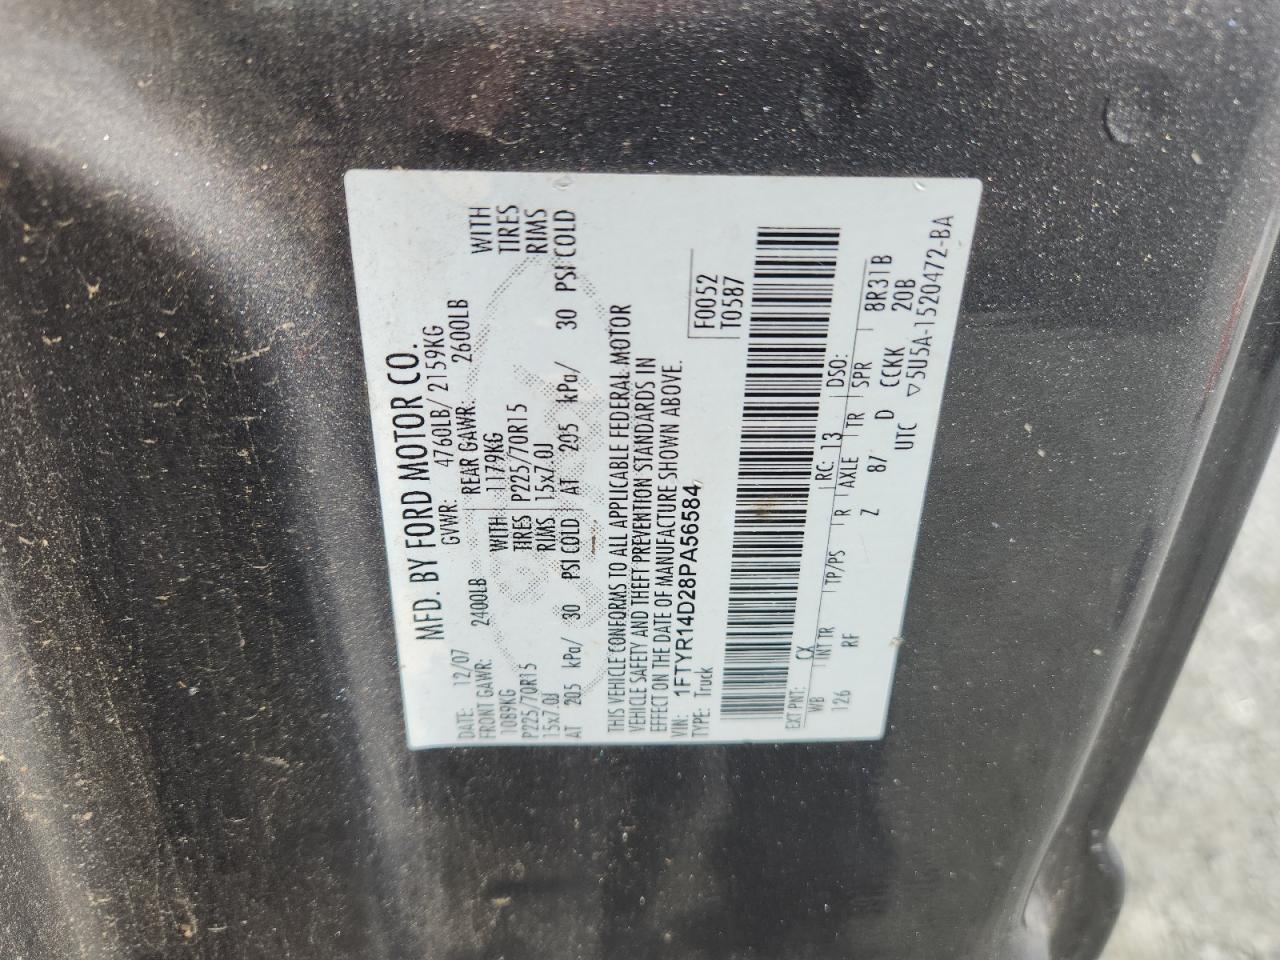 MFD. BY FORD MOTOR CO.
DATE: 12/07 GVWR: 4760LB/ 2159KG
FRONT GAWR: 2400LB REAR GAWR: 2600LB
1089KG WITH 1179KG WITH
P225/70R15 TIRES P225/70R15 TIRES
15x7.0J RIMS 15x7.0J RIMS
AT 205 kPa/ 30 PSI COLD AT 205 kPa/ 30 PSI COLD
THIS VEHICLE CONFORMS TO ALL APPLICABLE FEDERAL MOTOR
VEHICLE SAFETY AND THEFT PREVENTION STANDARDS IN
EFFECT ON THE DATE OF MANUFACTURE SHOWN ABOVE.
VIN: 1FTYR14D28PA56584
TYPE: Truck
F0052
T0587
EXT PNT: CX RC: 13 DSO:
WB INT TR TP/PS R AXLE TR SPR
126 RF Z 87 D CCKK 8R31B
20B
UTC ▽5U5A-1520472-BA